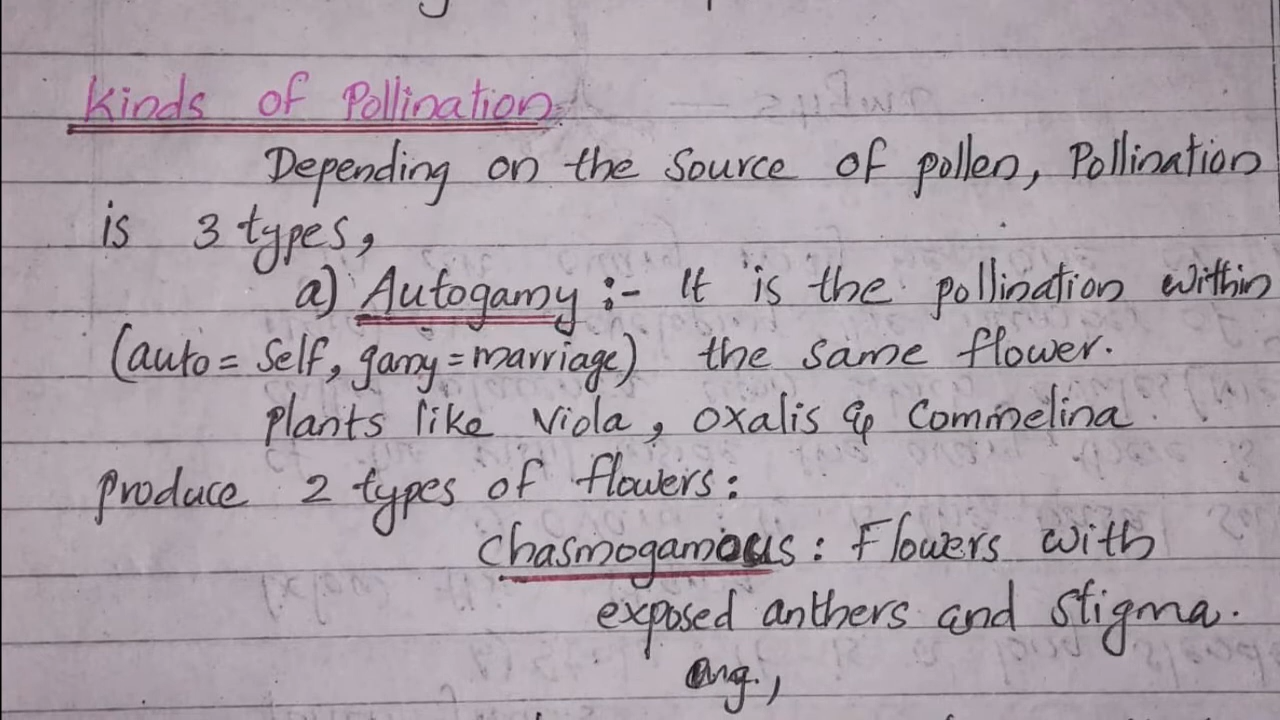 Kinds of Pollination
Depending on the source of pollen, Pollination
is 3 types,
a) Autogamy :- It is the pollination within
(auto = self, gamy = marriage) the same flower.
plants like Viola, oxalis & Commelina
produce 2 types of flowers :
Chasmogamous : Flowers with
exposed anthers and stigma.